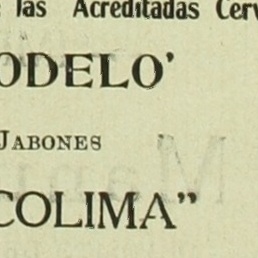 las Acreditadas Cerv
ODELO'
JABONES
COLIMA"